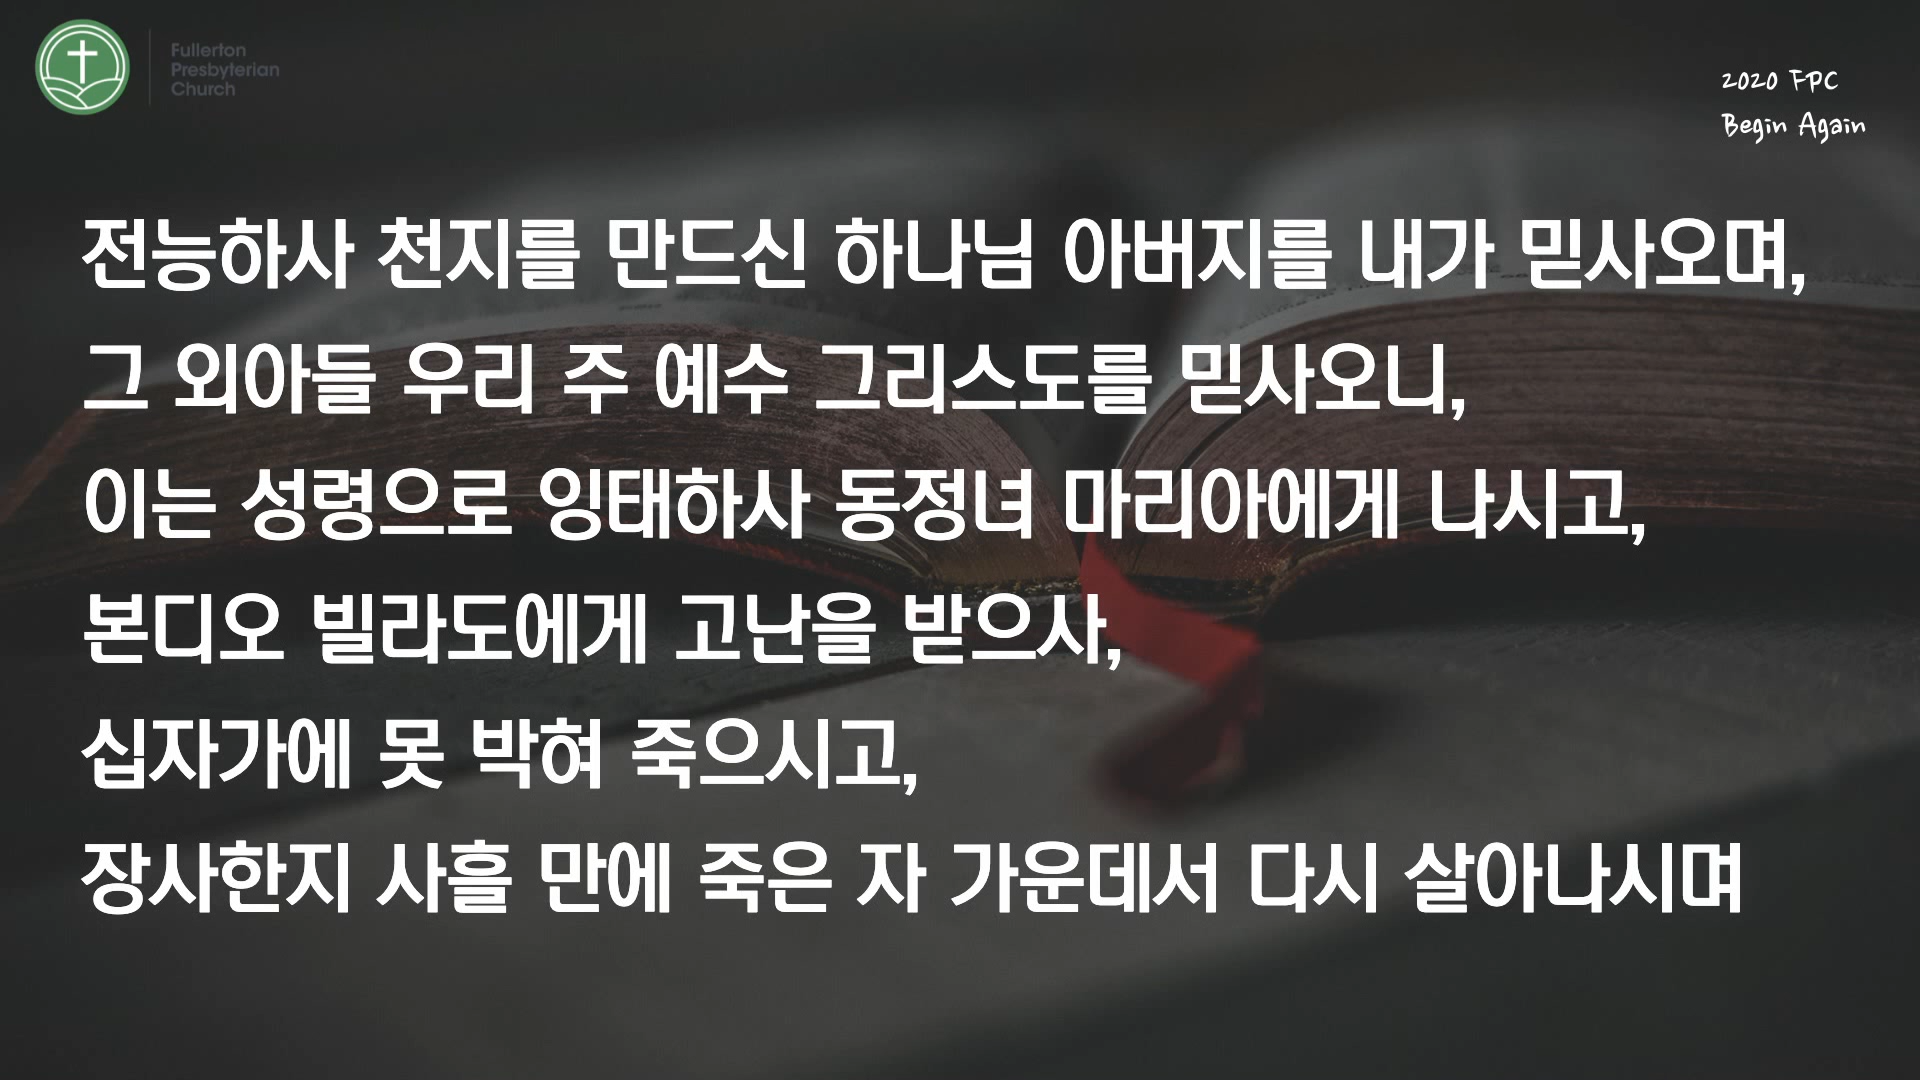 Fullerton
Presbyterian
Church
2020 FPC
Begin Again
전능하사 천지를 만드신 하나님 아버지를 내가 믿사오며,
그 외아들 우리 주 예수 그리스도를 믿사오니,
이는 성령으로 잉태하사 동정녀 마리아에게 나시고,
본디오 빌라도에게 고난을 받으사,
십자가에 못 박혀 죽으시고,
장사한지 사흘 만에 죽은 자 가운데서 다시 살아나시며